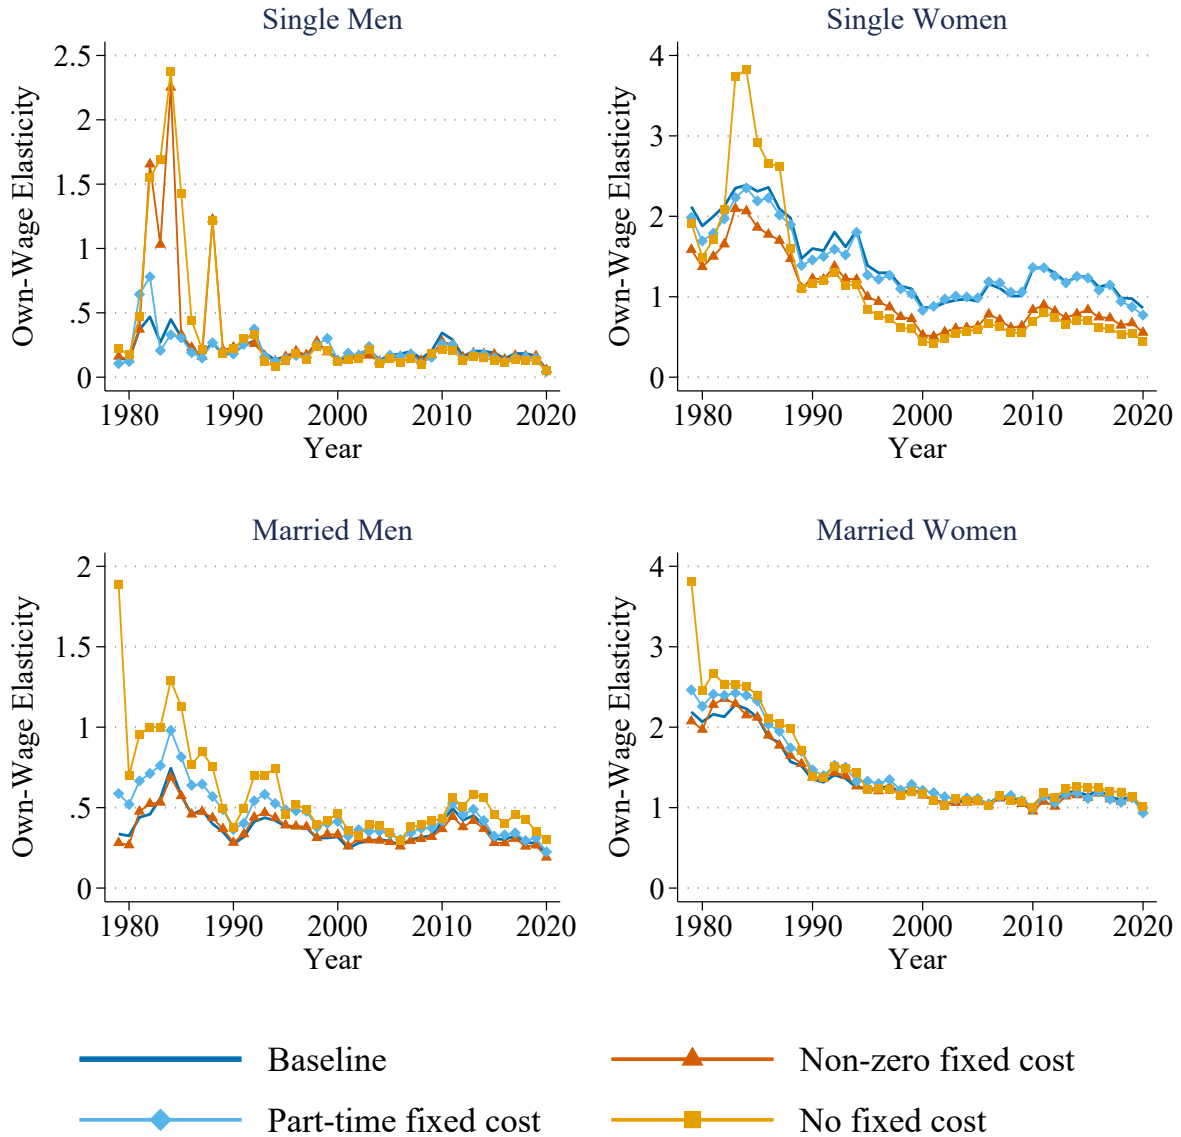 Single Men
Own-Wage Elasticity
2.5
2
1.5
1
.5
0
1980 1990 2000 2010 2020
Year
Single Women
Own-Wage Elasticity
4
3
2
1
0
1980 1990 2000 2010 2020
Year
Married Men
Own-Wage Elasticity
2
1.5
1
.5
0
1980 1990 2000 2010 2020
Year
Married Women
Own-Wage Elasticity
4
3
2
1
0
1980 1990 2000 2010 2020
Year
Baseline
Non-zero fixed cost
Part-time fixed cost
No fixed cost